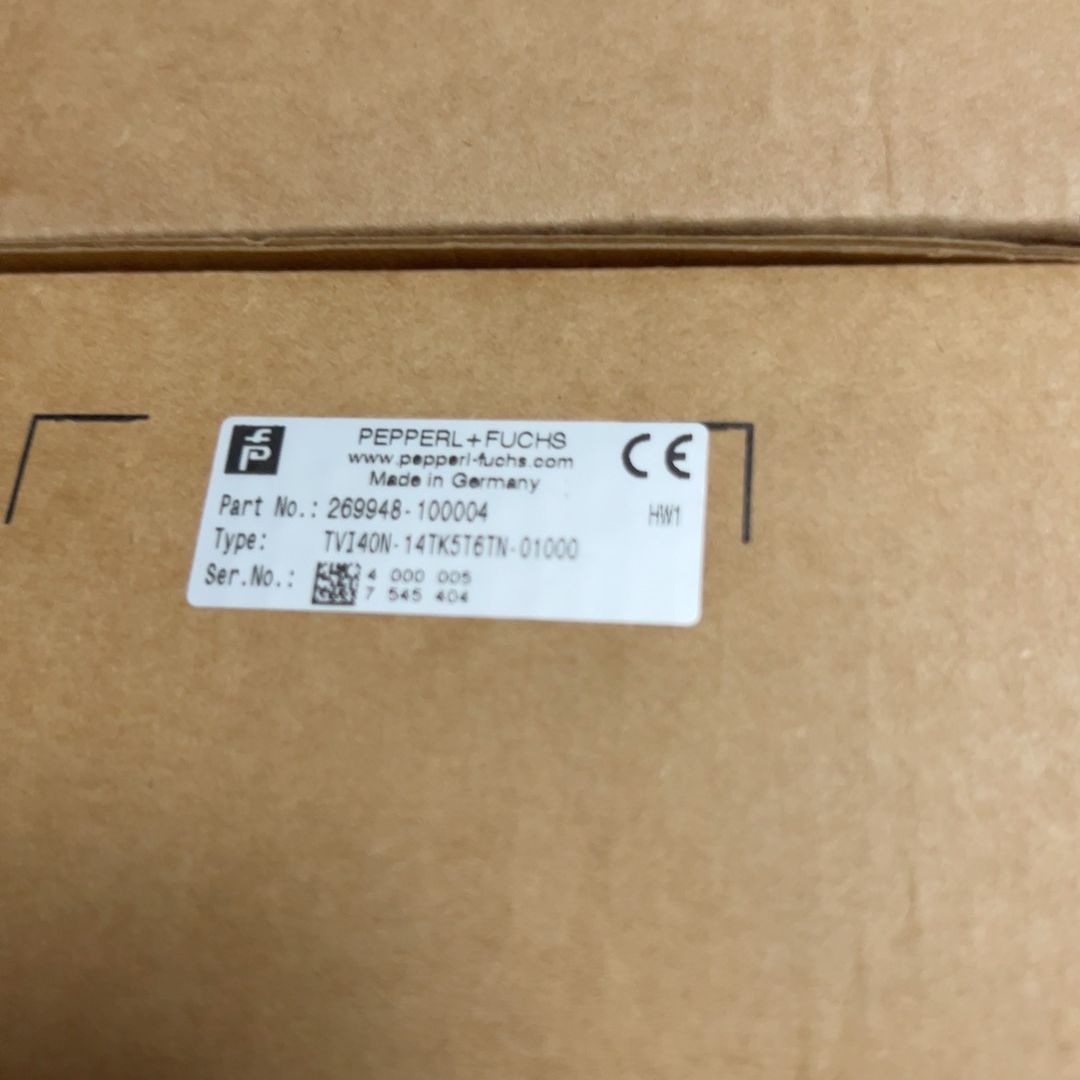 PEPPERL+FUCHS
www.pepperl-fuchs.com
Made in Germany
CE
Part No.: 269948-100004
HW1
Type: TVI40N-14TK5T6TN-01000
Ser.No.: 4 000 005
7 545 404